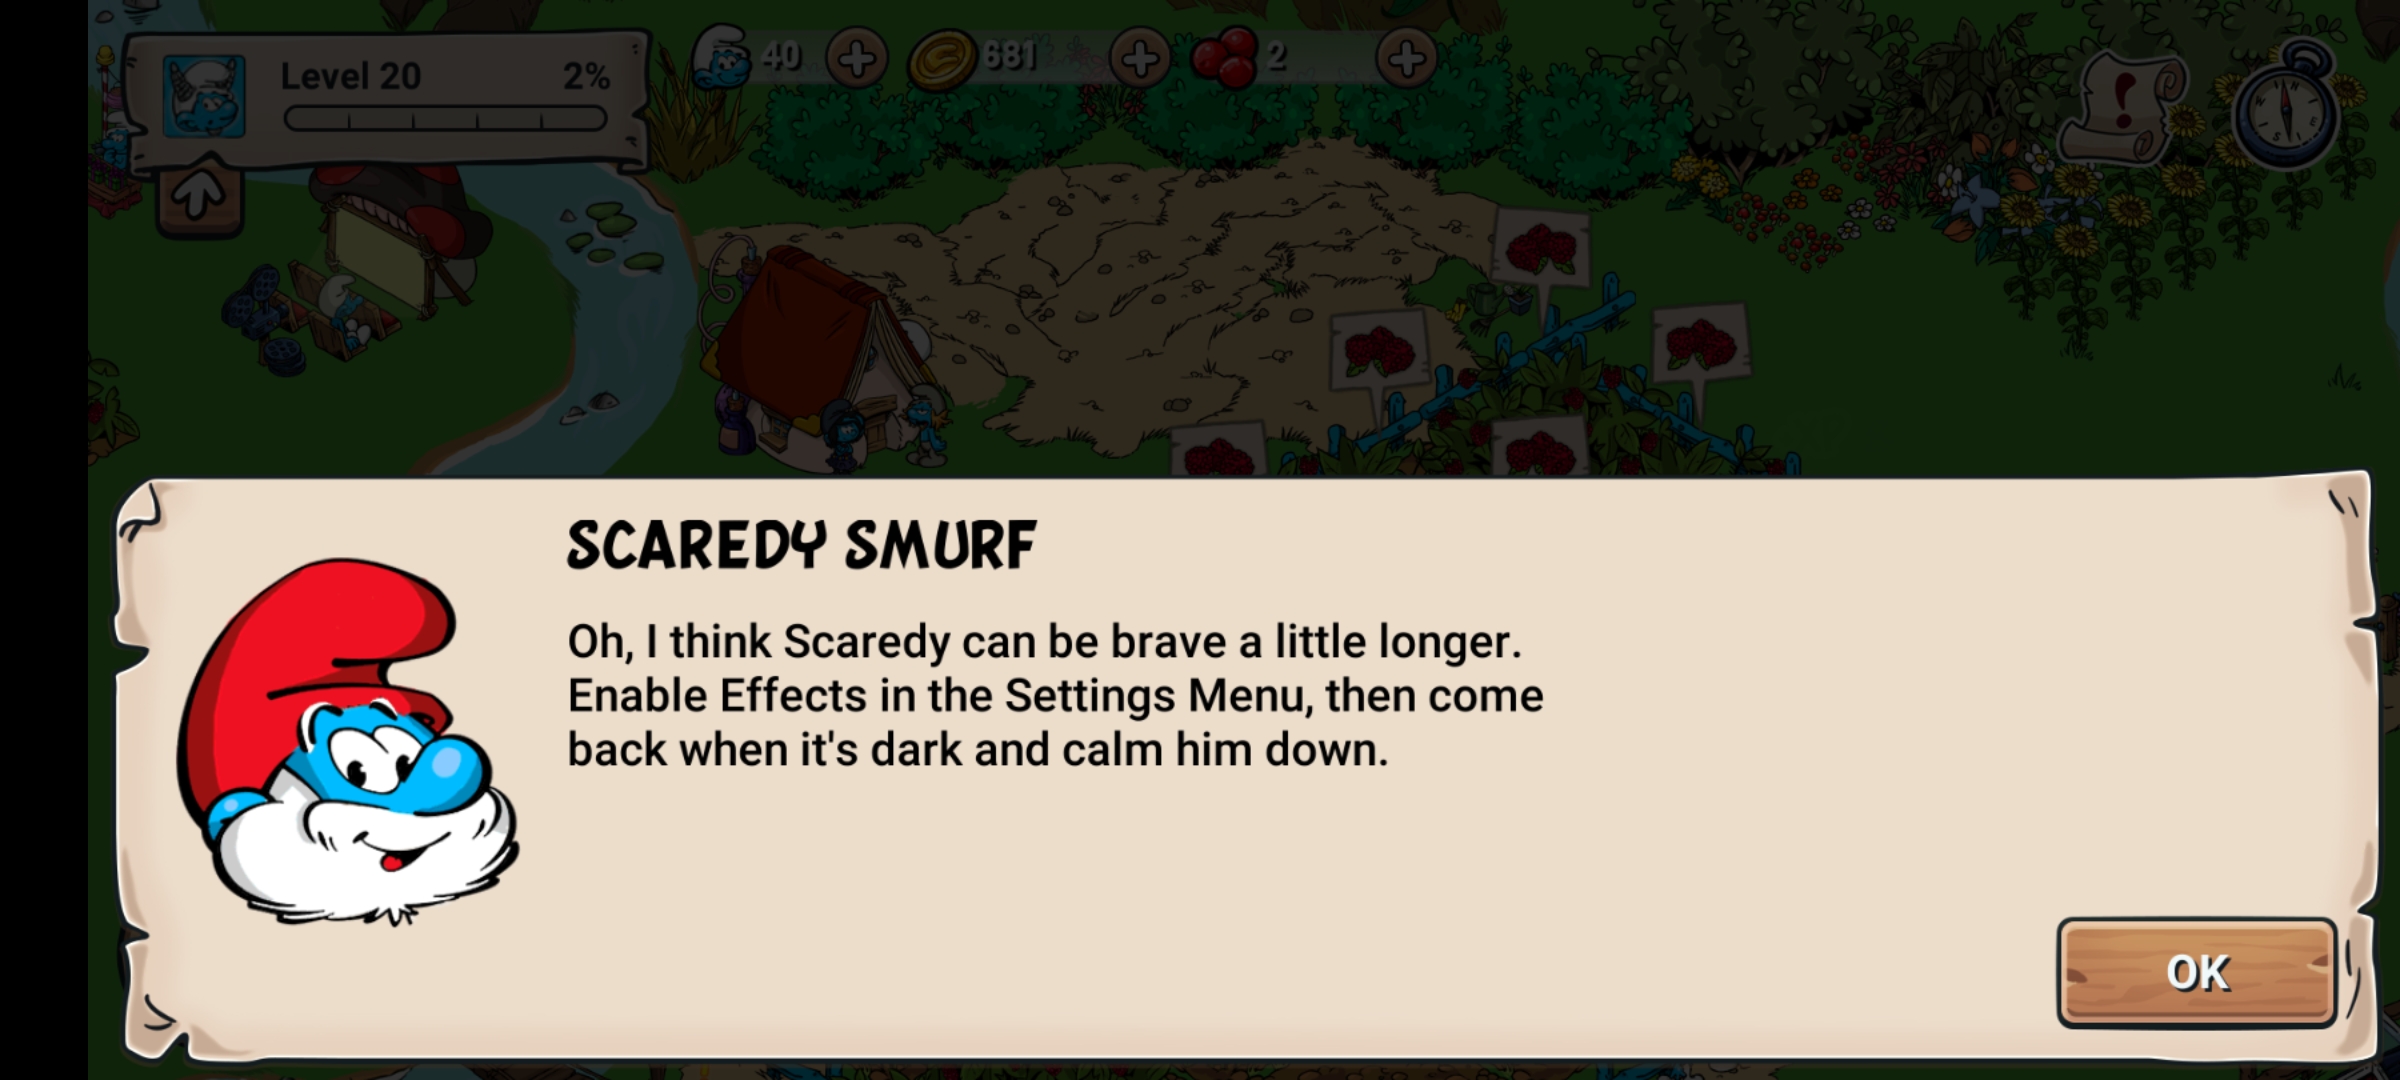 Level 20 2%
40
681
2
SCAREDY SMURF
Oh, I think Scaredy can be brave a little longer.
Enable Effects in the Settings Menu, then come
back when it's dark and calm him down.
OK